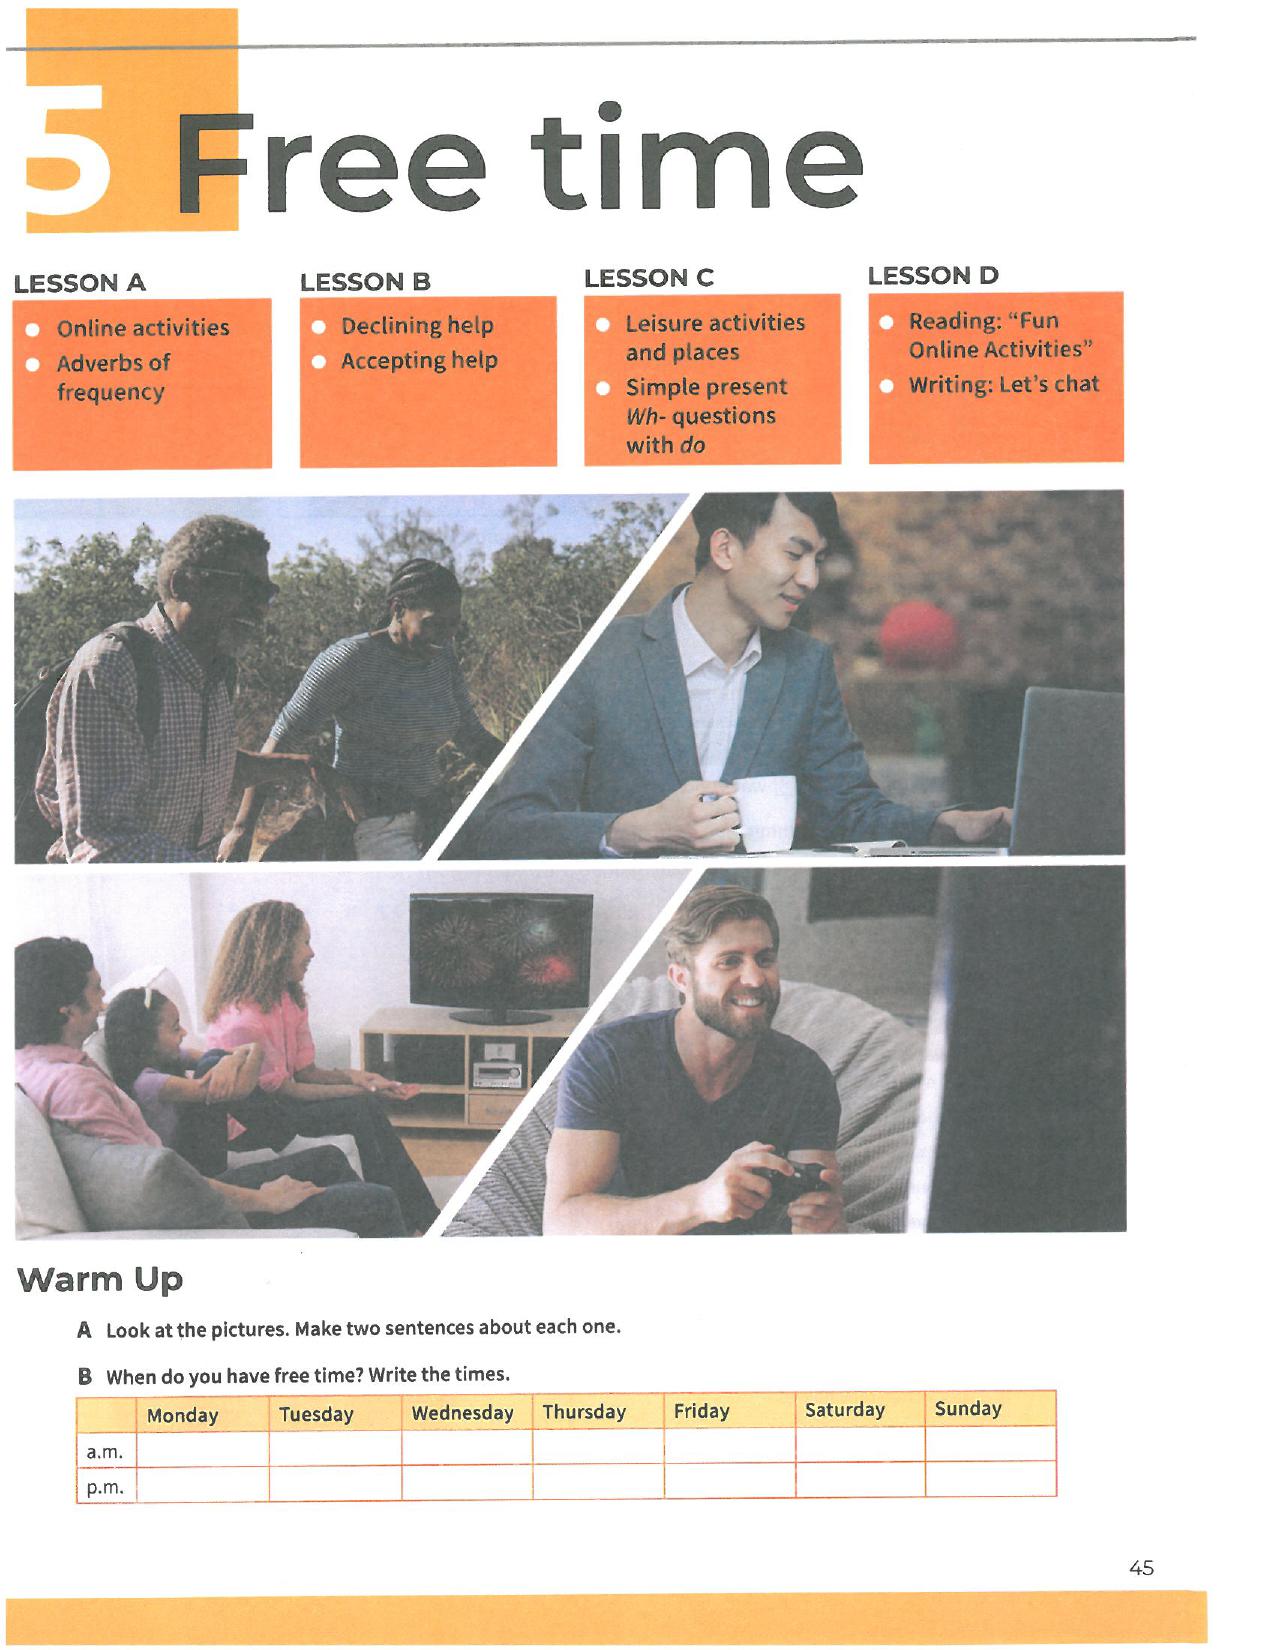 5 Free time
LESSON A
Online activities
Adverbs of
frequency
LESSON B
Declining help
Accepting help
LESSON C
Leisure activities
and places
Simple present
Wh- questions
with do
LESSON D
Reading: “Fun
Online Activities”
Writing: Let’s chat
Warm Up
A Look at the pictures. Make two sentences about each one.
B When do you have free time? Write the times.
Monday Tuesday Wednesday Thursday Friday Saturday Sunday
a.m.
p.m.
45